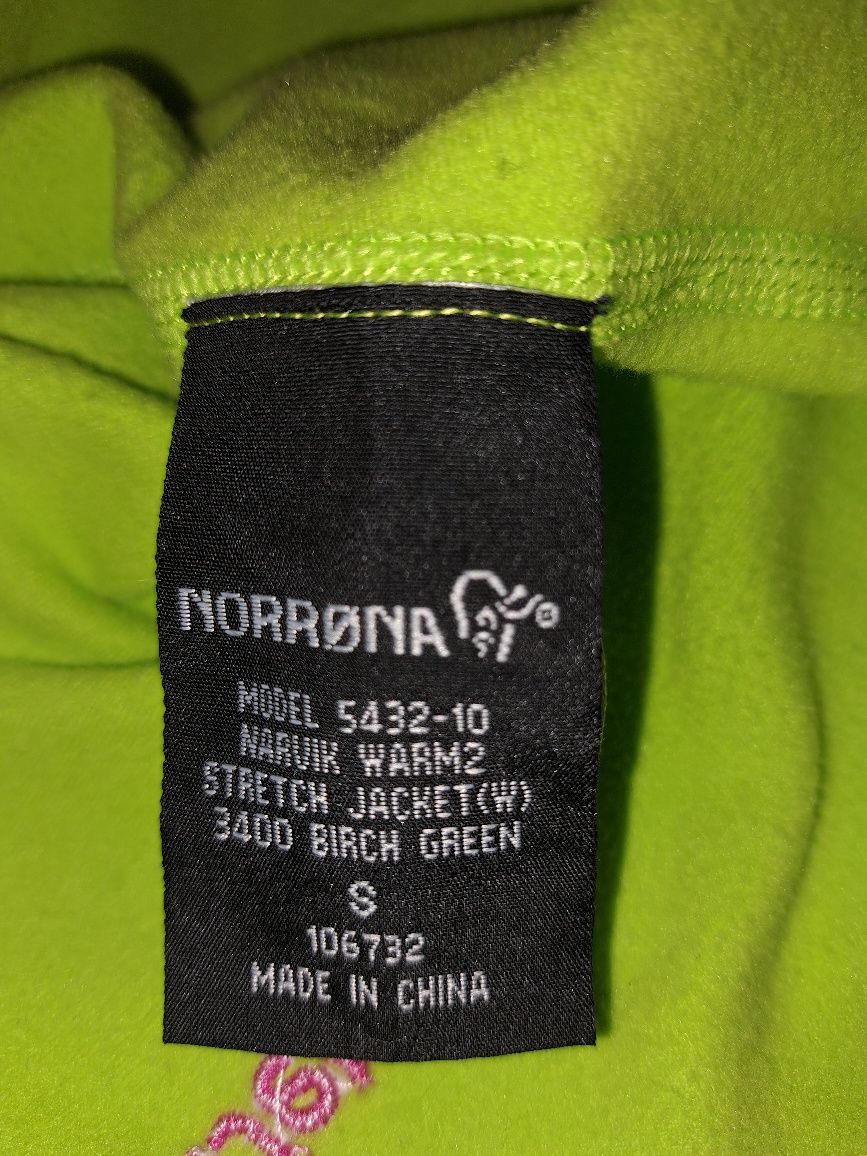 NORRØNA®
MODEL 5432-10
NARVIK WARM2
STRETCH JACKET(W)
3400 BIRCH GREEN
S
106732
MADE IN CHINA